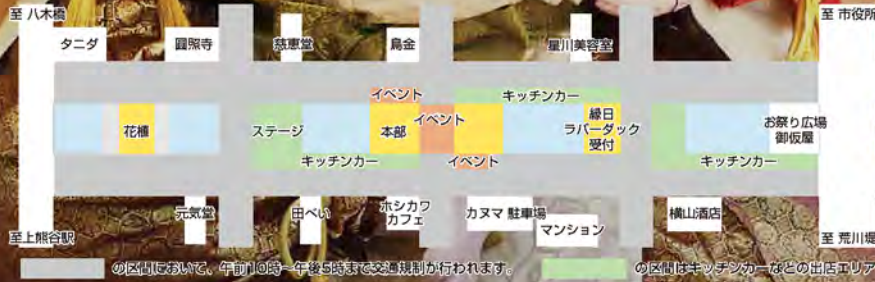 至 八木橋
至 市役所
タニダ
圓照寺
慈恵堂
鳥金
星川美容室
イベント
キッチンカー
花植
ステージ
本部
イベント
縁日
ラバーダック
受付
お祭り広場
御仮屋
キッチンカー
イベント
キッチンカー
元気堂
田べい
ホシカワ
カフェ
カヌマ 駐車場
マンション
横山酒店
至上熊谷駅
至 荒川堤
の区間において、午前10時〜午後5時まで交通規制が行われます。
の区間はキッチンカーなどの出店エリア